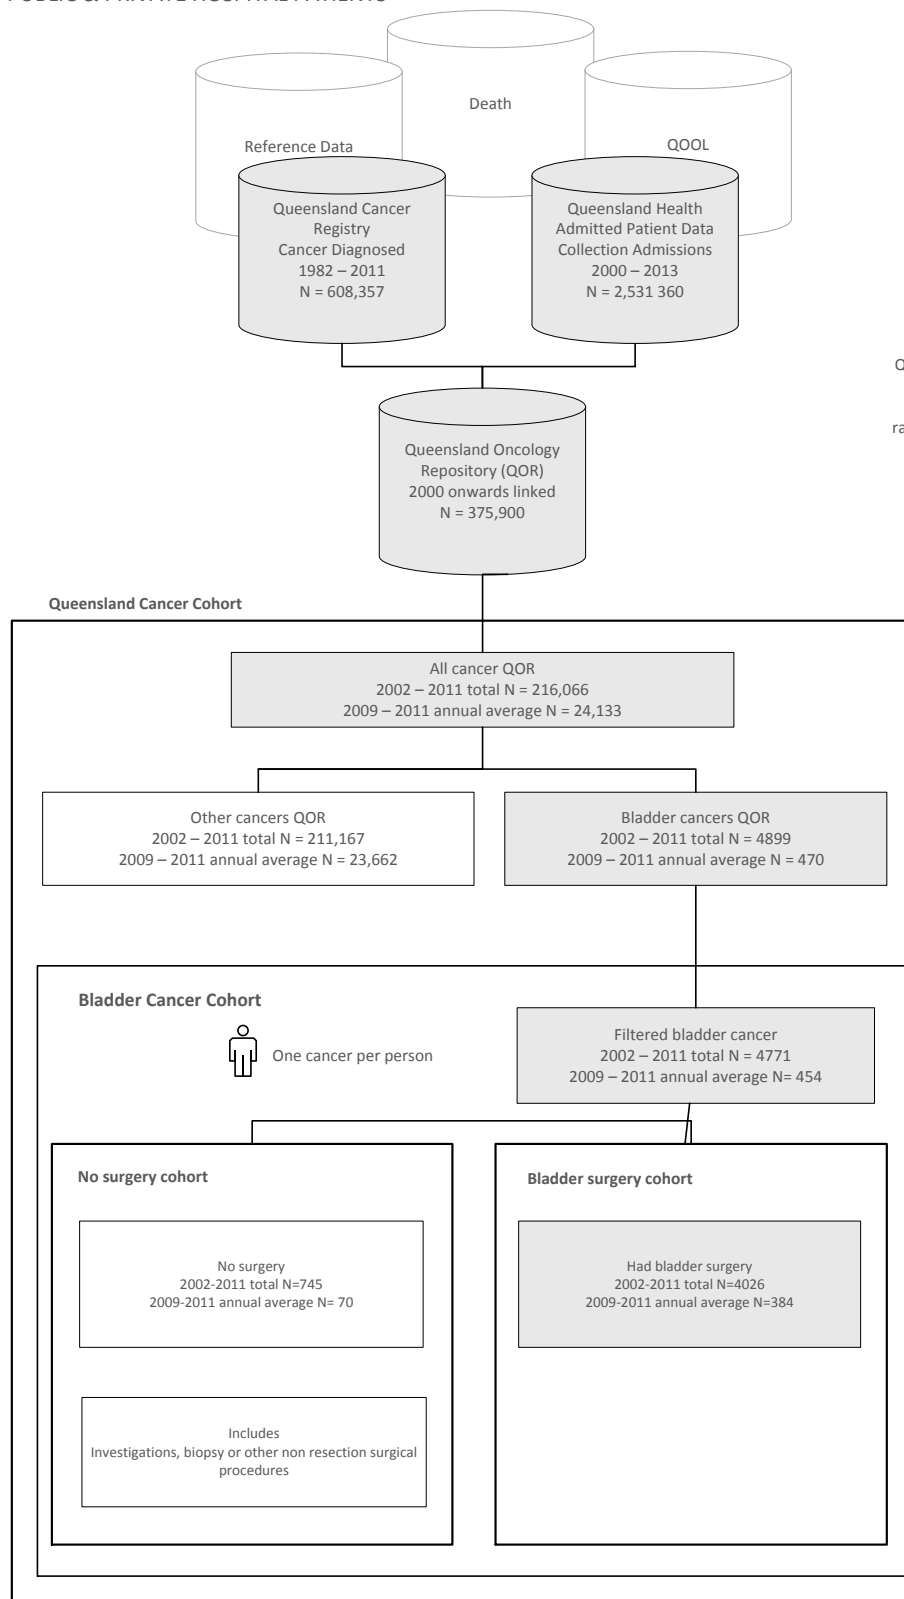 PUBLIC & PRIVATE HOSPITAL PATIENTS
Death
Reference Data
QOOL
Queensland Cancer
Registry
Cancer Diagnosed
1982 – 2011
N = 608,357
Queensland Health
Admitted Patient Data
Collection Admissions
2000 – 2013
N = 2,531 360
Q
ra
Queensland Oncology
Repository (QOR)
2000 onwards linked
N = 375,900
Queensland Cancer Cohort
All cancer QOR
2002 – 2011 total N = 216,066
2009 – 2011 annual average N = 24,133
Other cancers QOR
2002 – 2011 total N = 211,167
2009 – 2011 annual average N = 23,662
Bladder cancers QOR
2002 – 2011 total N = 4899
2009 – 2011 annual average N = 470
Bladder Cancer Cohort
One cancer per person
Filtered bladder cancer
2002 – 2011 total N = 4771
2009 – 2011 annual average N= 454
No surgery cohort
No surgery
2002-2011 total N=745
2009-2011 annual average N= 70
Includes
Investigations, biopsy or other non resection surgical
procedures
Bladder surgery cohort
Had bladder surgery
2002-2011 total N=4026
2009-2011 annual average N=384